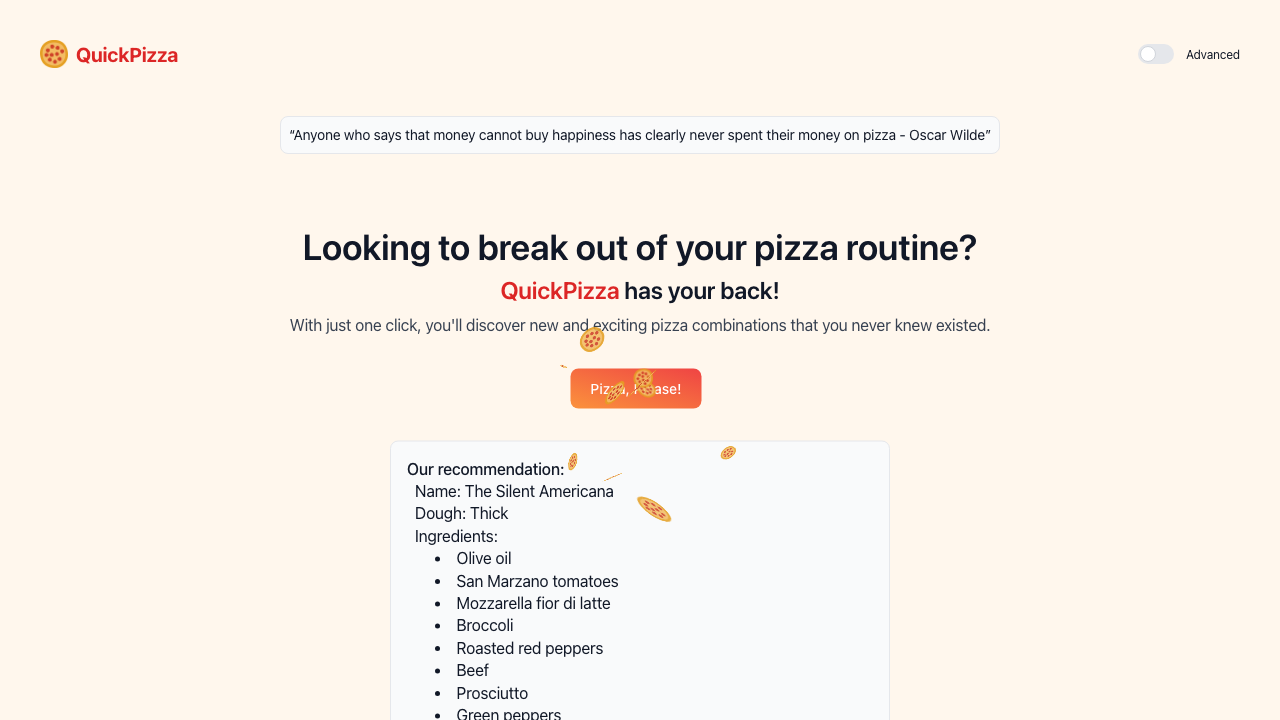 QuickPizza
Advanced
“Anyone who says that money cannot buy happiness has clearly never spent their money on pizza - Oscar Wilde”
Looking to break out of your pizza routine?
QuickPizza has your back!
With just one click, you'll discover new and exciting pizza combinations that you never knew existed.
Pizza, Please!
Our recommendation:
Name: The Silent Americana
Dough: Thick
Ingredients:
Olive oil
San Marzano tomatoes
Mozzarella fior di latte
Broccoli
Roasted red peppers
Beef
Prosciutto
Green peppers